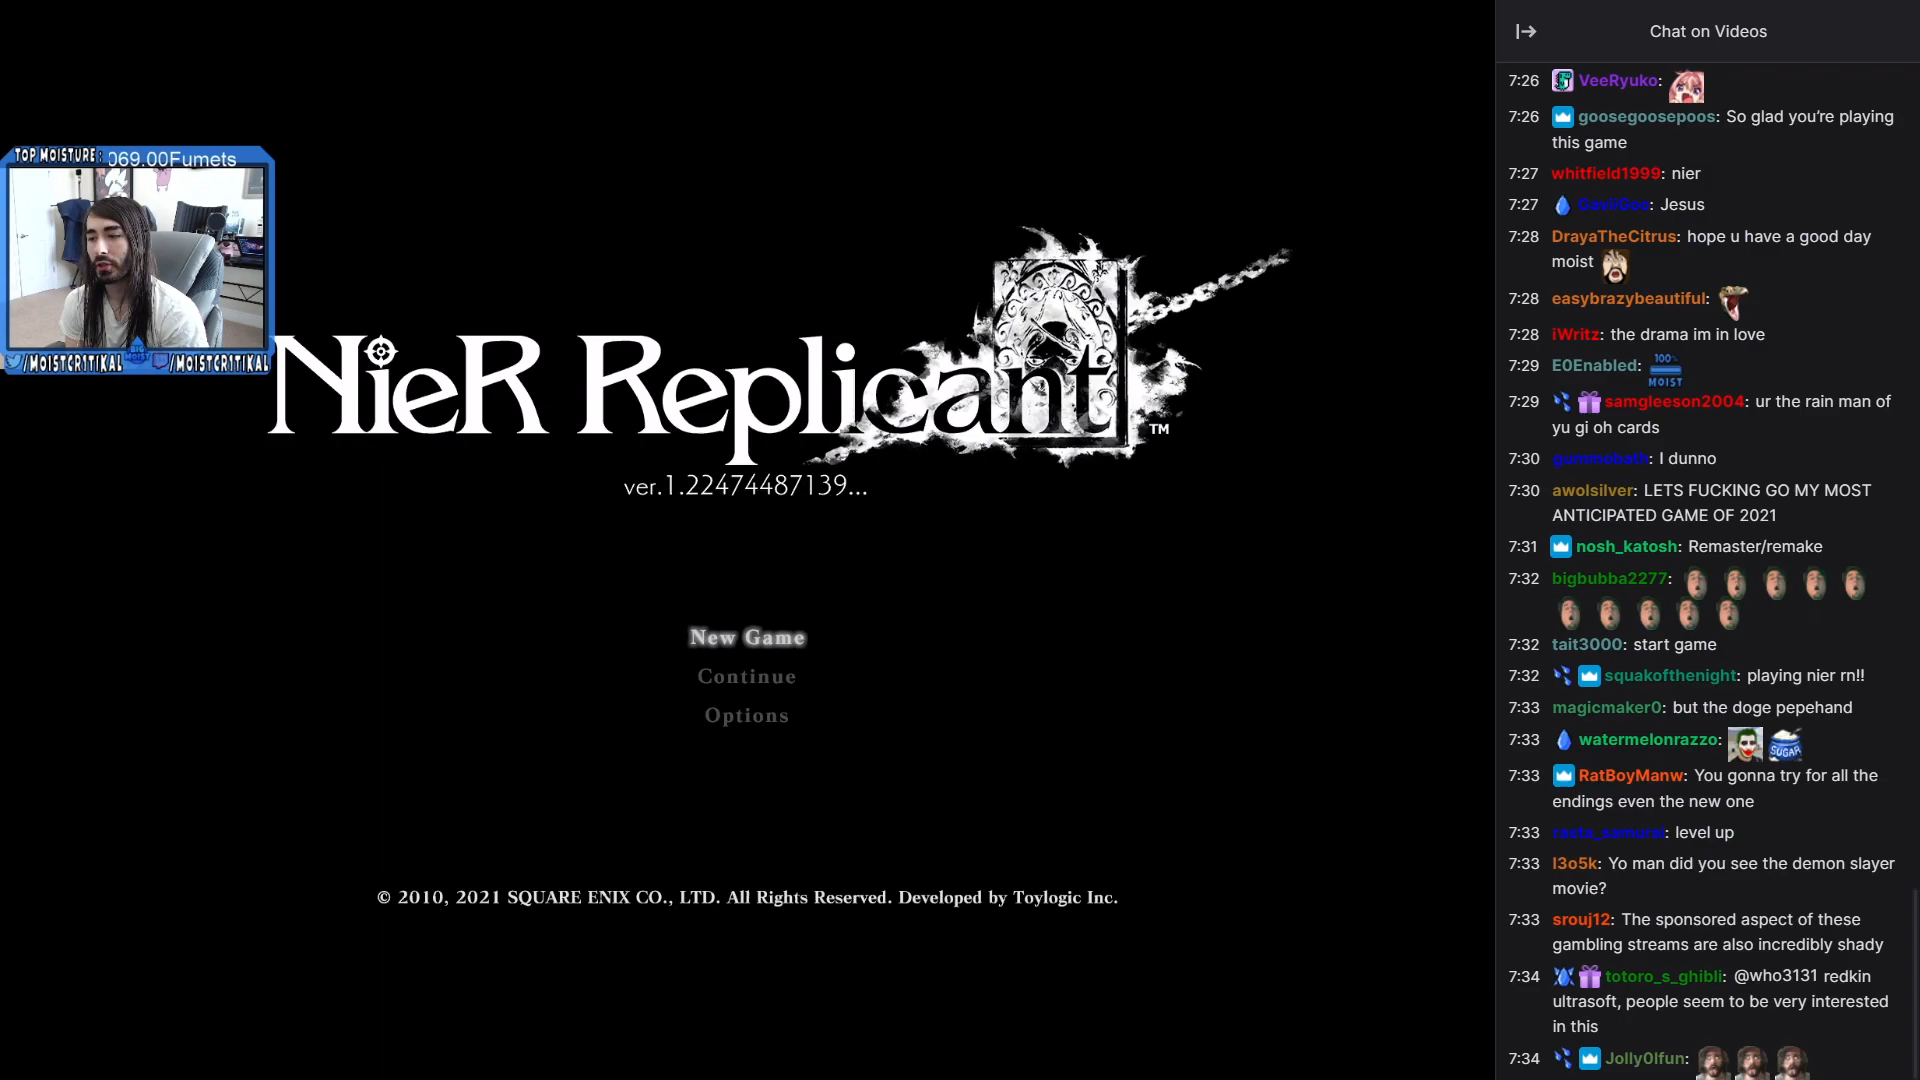 TOP MOISTURE:
069.00Fumets
/MOISTCR1TIKAL
BIG MOIST
/MOISTCR1TIKAL
NieR Replicant ™
ver.1.22474487139...
New Game
Continue
Options
© 2010, 2021 SQUARE ENIX CO., LTD. All Rights Reserved. Developed by Toylogic Inc.
Chat on Videos
7:26 VeeRyuko:
7:26 goosegoosepoos: So glad you’re playing
this game
7:27 whitfield1999: nier
7:27 GavliGoo: Jesus
7:28 DrayaTheCitrus: hope u have a good day
moist
7:28 easybrazybeautiful:
7:28 iWritz: the drama im in love
7:29 E0Enabled: 100% MOIST
7:29 samgleeson2004: ur the rain man of
yu gi oh cards
7:30 gummobath: I dunno
7:30 awolsilver: LETS FUCKING GO MY MOST
ANTICIPATED GAME OF 2021
7:31 nosh_katosh: Remaster/remake
7:32 bigbubba2277:
7:32 tait3000: start game
7:32 squakofthenight: playing nier rn!!
7:33 magicmaker0: but the doge pepehand
7:33 watermelonrazzo: SUGAR
7:33 RatBoyManw: You gonna try for all the
endings even the new one
7:33 rasta_samurai: level up
7:33 l3o5k: Yo man did you see the demon slayer
movie?
7:33 srouj12: The sponsored aspect of these
gambling streams are also incredibly shady
7:34 totoro_s_ghibli: @who3131 redkin
ultrasoft, people seem to be very interested
in this
7:34 Jolly0lfun: